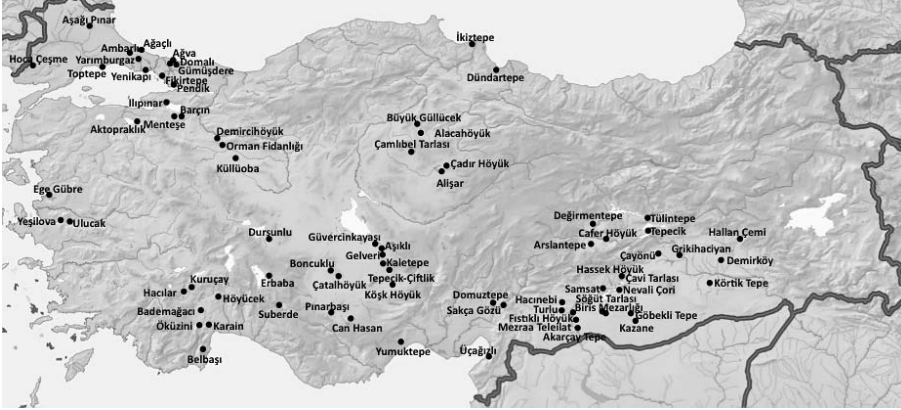 Aşağı Pınar
Ambarlı
Ağaçlı
Hoca Çeşme
Yarımburgaz
Ağva
Domalı
Toptepe
Yenikapı
Gümüşdere
Fikirtepe
Pendik
İlıpınar
Barçın
Aktopraklık
Menteşe
Demircihöyük
Orman Fidanlığı
Küllüoba
İkiztepe
Dündartepe
Büyük Güllücek
Alacahöyük
Çamlıbel Tarlası
Çadır Höyük
Alişar
Ege Gübre
Yeşilova
Ulucak
Dursunlu
Güvercinkayası
Aşıklı
Gelveri
Boncuklu
Kaletepe
Tepecik-Çiftlik
Çatalhöyük
Köşk Höyük
Erbaba
Suberde
Pınarbaşı
Can Hasan
Kuruçay
Hacılar
Höyücek
Bademağacı
Öküzini
Karain
Belbaşı
Yumuktepe
Üçağızlı
Domuztepe
Sakça Gözü
Değirmentepe
Tülintepe
Cafer Höyük
Tepecik
Arslantepe
Hallan Çemi
Çayönü
Grikihaciyan
Demirköy
Hassek Höyük
Çavi Tarlası
Körtik Tepe
Samsat
Nevali Çori
Hacınebi
Söğüt Tarlası
Turlu
Biris Mezarlığı
Fıstıklı Höyük
Göbekli Tepe
Mezraa Teleilat
Kazane
Akarçay Tepe